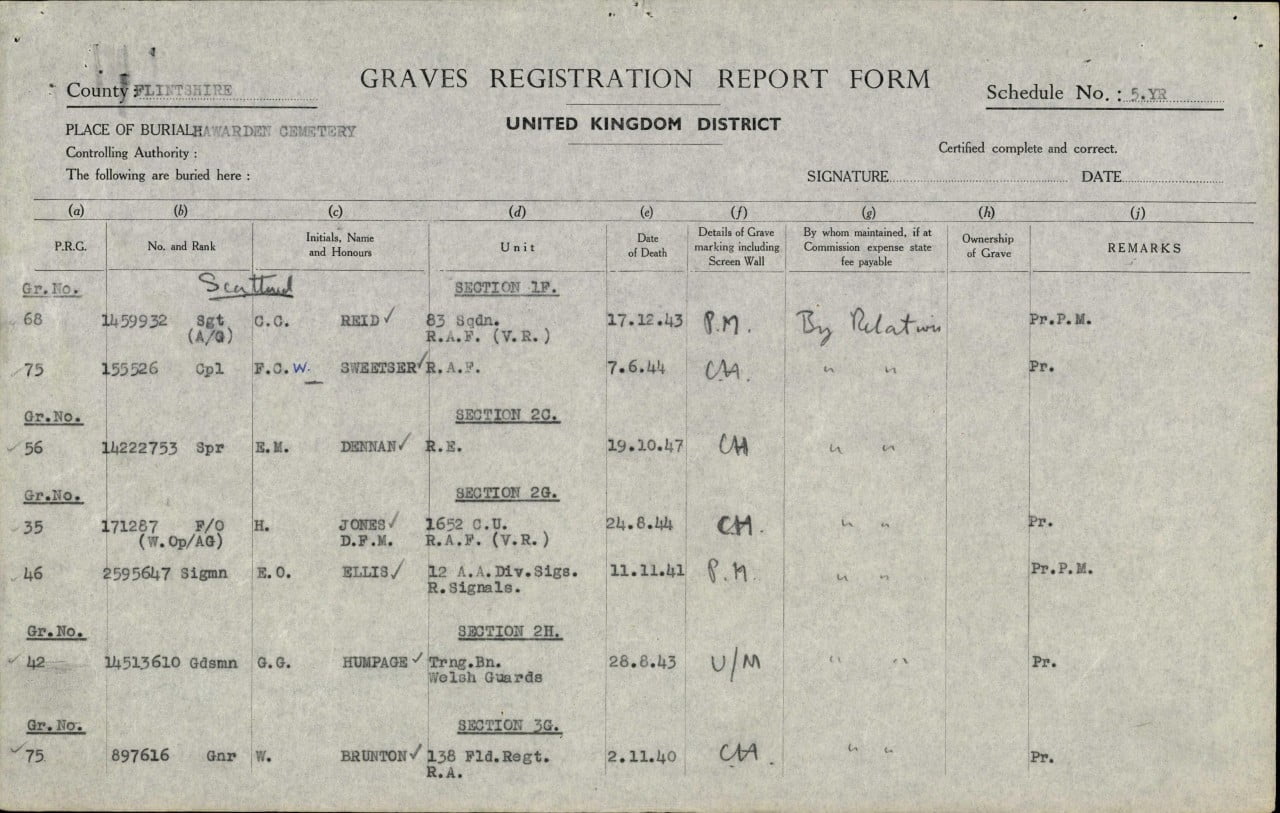 GRAVES REGISTRATION REPORT FORM
County : FLINTSHIRE
Schedule No. : 5.YR
UNITED KINGDOM DISTRICT
PLACE OF BURIAL HAWARDEN CEMETERY
Controlling Authority :
Certified complete and correct.
The following are buried here :
SIGNATURE DATE
(a) (b) (c) (d) (e) (f) (g) (h) (j)
P.R.G. No. and Rank Initials, Name and Honours Unit Date of Death Details of Grave marking including Screen Wall By whom maintained, if at Commission expense state fee payable Ownership of Grave REMARKS
Gr.No. Scattered SECTION 1F.
68 1459932 Sgt C.C. REID ✓ 83 Sqdn. 17.12.43 P.M. By Relatives Pr.P.M.
(A/G) R.A.F. (V.R.)
75 155526 Cpl F.C.W. SWEETSER ✓ R.A.F. 7.6.44 CH " " Pr.
Gr.No. SECTION 2C.
✓ 56 14222753 Spr E.M. DENNAN ✓ R.E. 19.10.47 CH " "
Gr.No. SECTION 2G.
35 171287 F/O H. JONES ✓ 1652 C.U. 24.8.44 CH. " " Pr.
(W.Op/AG) D.F.M. R.A.F. (V.R.)
46 2595647 Sigmn E.O. ELLIS ✓ 12 A.A.Div.Sigs. 11.11.41 P.M. " " Pr.P.M.
R.Signals.
Gr.No. SECTION 2H.
✓ 42 14513610 Gdsmn G.G. HUMPAGE ✓ Trng.Bn. 28.8.43 U/M " " Pr.
Welsh Guards
Gr.No. SECTION 3G.
✓ 75 897616 Gnr W. BRUNTON ✓ 138 Fld.Regt. 2.11.40 CH. " " Pr.
R.A.